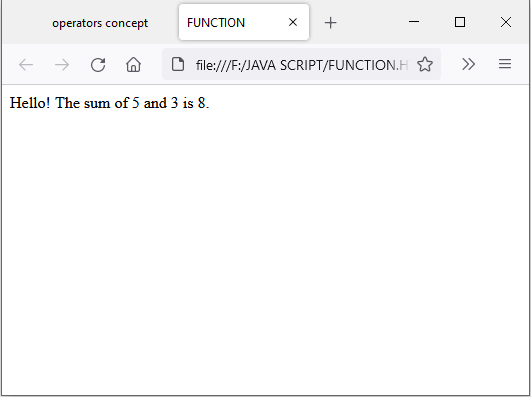 operators concept
FUNCTION
file:///F:/JAVA SCRIPT/FUNCTION.H
Hello! The sum of 5 and 3 is 8.